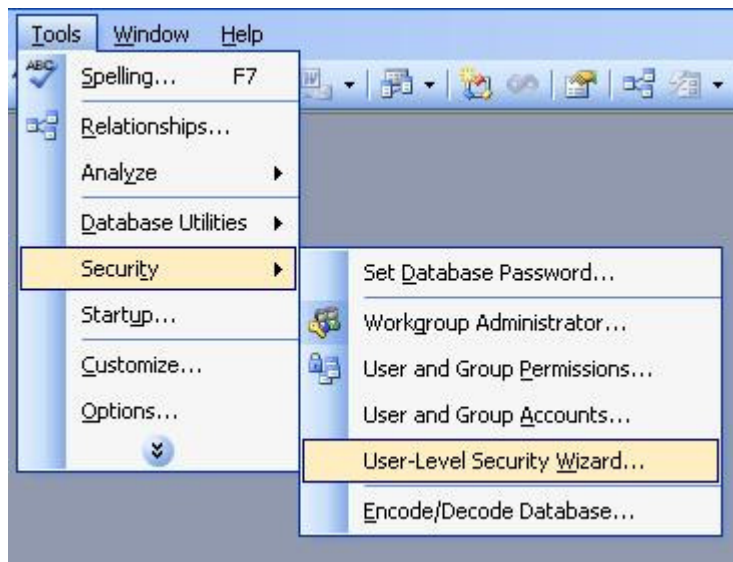 Tools Window Help
ABC
Spelling... F7
W
Relationships...
Analyze
Database Utilities
Security
Startup...
Customize...
Options...
Set Database Password...
Workgroup Administrator...
User and Group Permissions...
User and Group Accounts...
User-Level Security Wizard...
Encode/Decode Database...